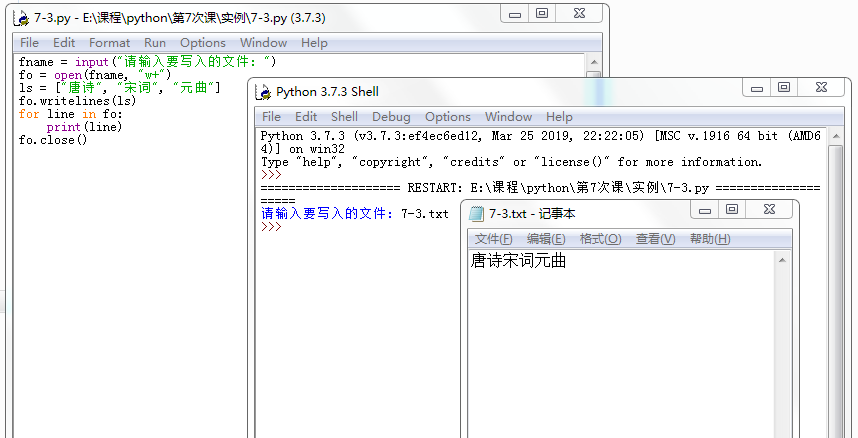 7-3.py - E:\课程\python\第7次课\实例\7-3.py (3.7.3)
File Edit Format Run Options Window Help
fname = input("请输入要写入的文件: ")
fo = open(fname, "w+")
ls = ["唐诗", "宋词", "元曲"]
fo.writelines(ls)
for line in fo:
    print(line)
fo.close()
Python 3.7.3 Shell
File Edit Shell Debug Options Window Help
Python 3.7.3 (v3.7.3:ef4ec6ed12, Mar 25 2019, 22:22:05) [MSC v.1916 64 bit (AMD6
4)] on win32
Type "help", "copyright", "credits" or "license()" for more information.
>>>
==================== RESTART: E:\课程\python\第7次课\实例\7-3.py ===============
=====
请输入要写入的文件: 7-3.txt
>>>
7-3.txt - 记事本
文件(F) 编辑(E) 格式(O) 查看(V) 帮助(H)
唐诗宋词元曲